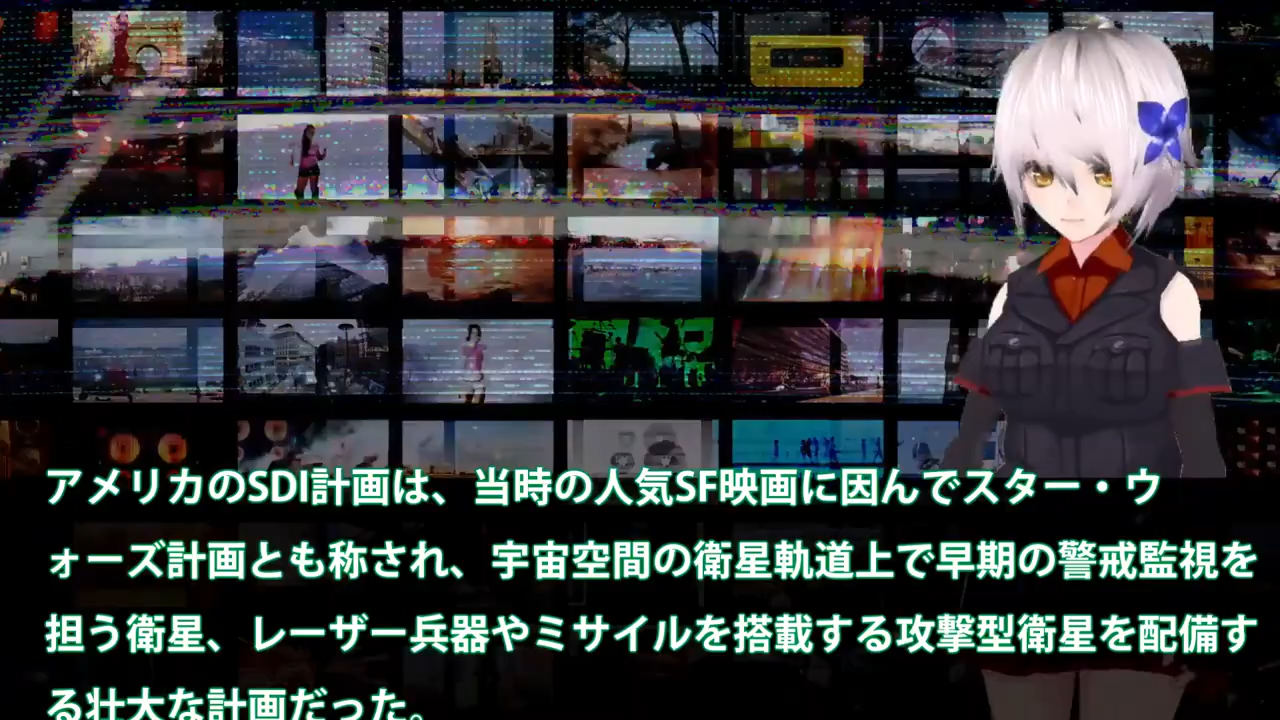 アメリカのSDI計画は、当時の人気SF映画に因んでスター・ウ
ォーズ計画とも称され、宇宙空間の衛星軌道上で早期の警戒監視を
担う衛星、レーザー兵器やミサイルを搭載する攻撃型衛星を配備す
る壮大な計画だった。